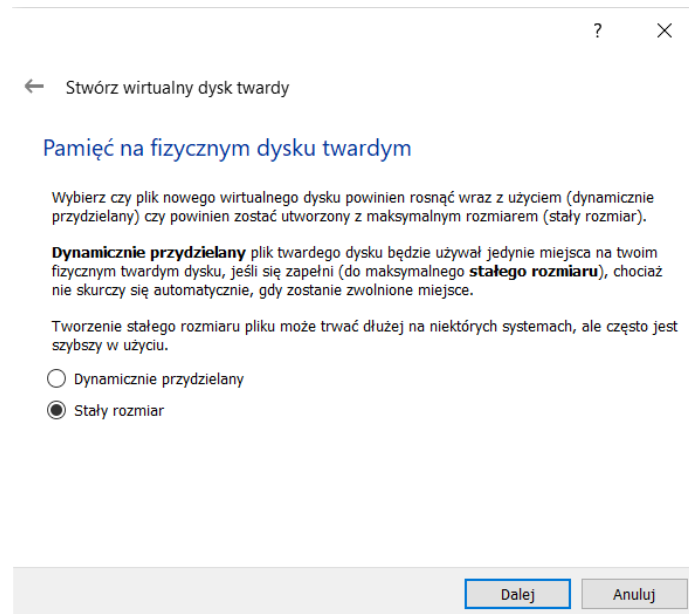 ?
Stwórz wirtualny dysk twardy
Pamięć na fizycznym dysku twardym
Wybierz czy plik nowego wirtualnego dysku powinien rosnąć wraz z użyciem (dynamicznie
przydzielany) czy powinien zostać utworzony z maksymalnym rozmiarem (stały rozmiar).
Dynamicznie przydzielany plik twardego dysku będzie używał jedynie miejsca na twoim
fizycznym twardym dysku, jeśli się zapełni (do maksymalnego stałego rozmiaru), chociaż
nie skurczy się automatycznie, gdy zostanie zwolnione miejsce.
Tworzenie stałego rozmiaru pliku może trwać dłużej na niektórych systemach, ale często jest
szybszy w użyciu.
Dynamicznie przydzielany
Stały rozmiar
Dalej Anuluj